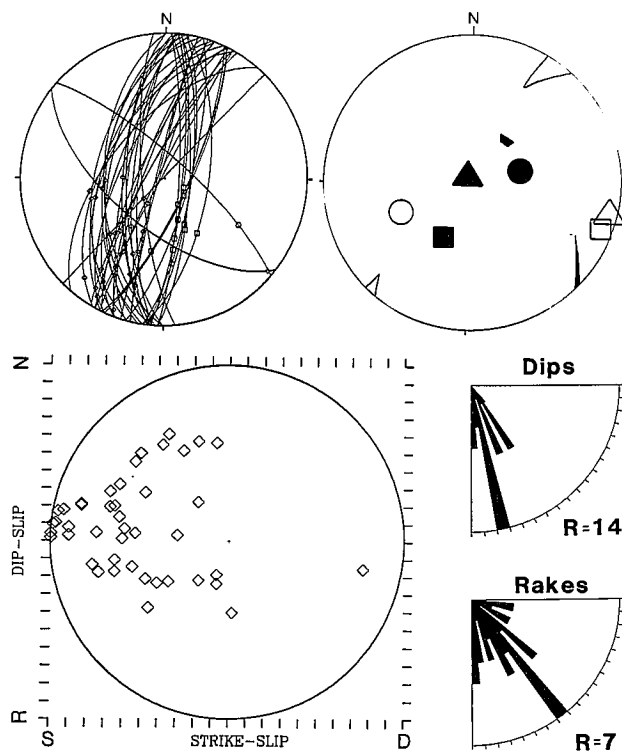 N
N
N
DIP-SLIP
R
S
STRIKE-SLIP
D
Dips
R=14
Rakes
R=7